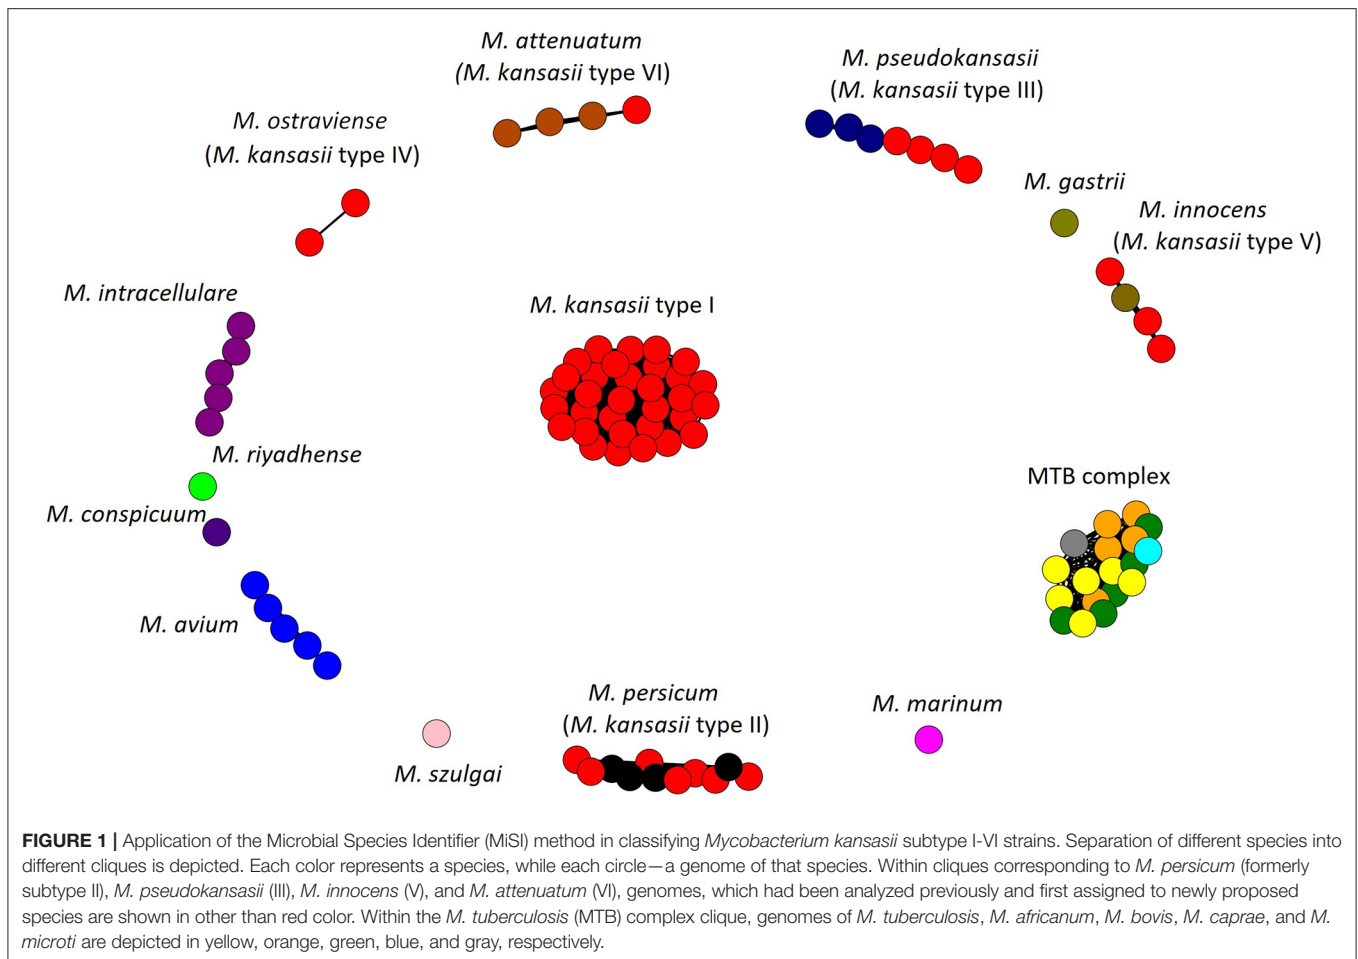 M. attenuatum
(M. kansasii type VI)
M. pseudokansasii
(M. kansasii type III)
M. ostraviense
(M. kansasii type IV)
M. gastrii
M. innocens
(M. kansasii type V)
M. intracellulare
M. kansasii type I
M. riyadhense
MTB complex
M. conspicuum
M. avium
M. persicum
(M. kansasii type II)
M. marinum
M. szulgai
FIGURE 1 | Application of the Microbial Species Identifier (MiSI) method in classifying Mycobacterium kansasii subtype I-VI strains. Separation of different species into
different cliques is depicted. Each color represents a species, while each circle—a genome of that species. Within cliques corresponding to M. persicum (formerly
subtype II), M. pseudokansasii (III), M. innocens (V), and M. attenuatum (VI), genomes, which had been analyzed previously and first assigned to newly proposed
species are shown in other than red color. Within the M. tuberculosis (MTB) complex clique, genomes of M. tuberculosis, M. africanum, M. bovis, M. caprae, and M.
microti are depicted in yellow, orange, green, blue, and gray, respectively.